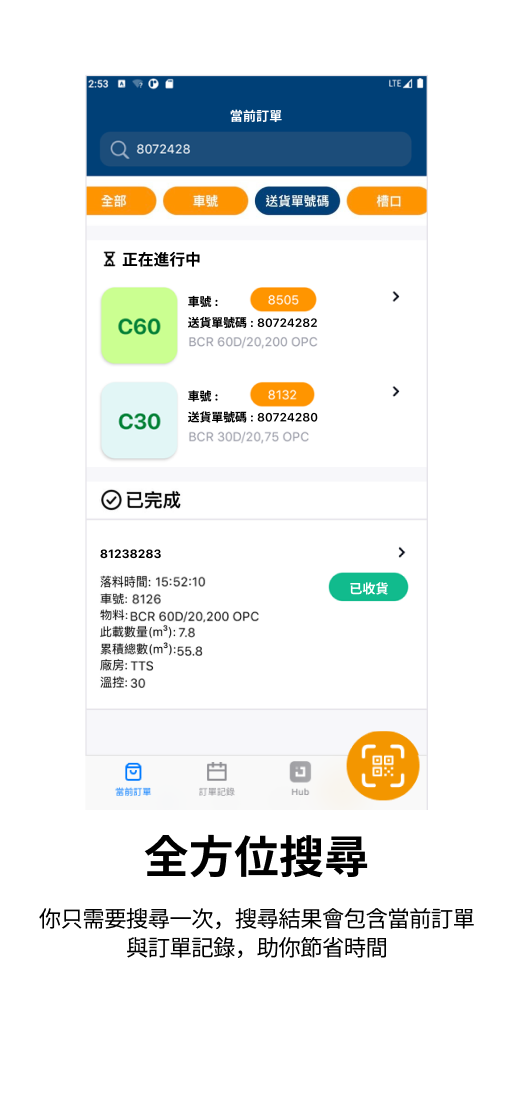 2:53
LTE
當前訂單
8072428
全部 車號 送貨單號碼 槽口
正在進行中
C60
車號 : 8505
送貨單號碼 : 80724282
BCR 60D/20,200 OPC
C30
車號 : 8132
送貨單號碼 : 80724280
BCR 30D/20,75 OPC
已完成
81238283
落料時間: 15:52:10
已收貨
車號: 8126
物料: BCR 60D/20,200 OPC
此載數量(m³): 7.8
累積總數(m³):55.8
廠房: TTS
溫控: 30
當前訂單 訂單記錄 Hub
全方位搜尋
你只需要搜尋一次，搜尋結果會包含當前訂單
與訂單記錄，助你節省時間